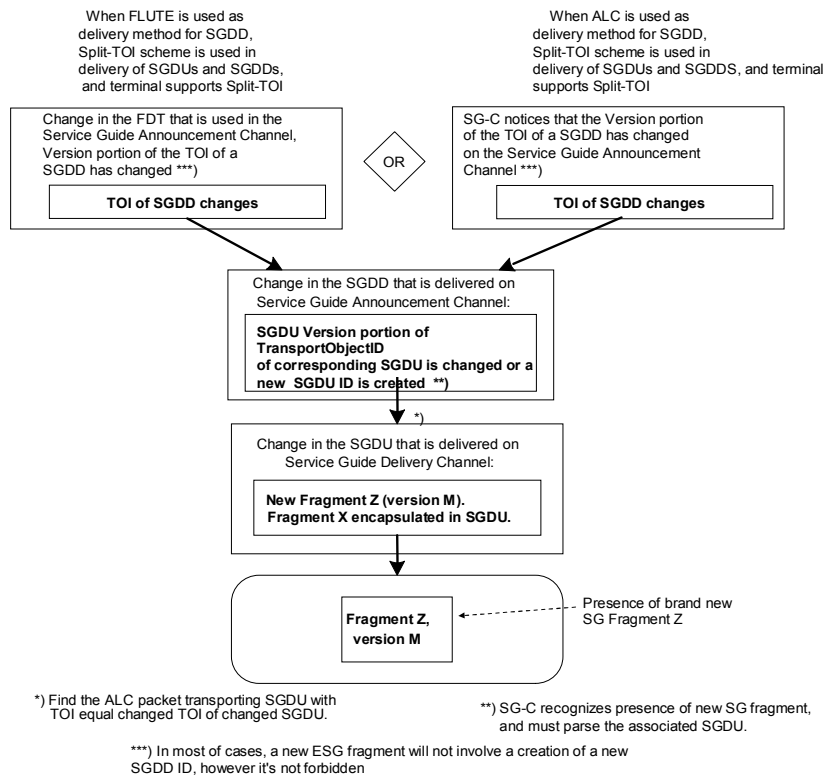 When FLUTE is used as
delivery method for SGDD,
Split-TOI scheme is used in
delivery of SGDUs and SGDDs,
and terminal supports Split-TOI
When ALC is used as
delivery method for SGDD,
Split-TOI scheme is used in
delivery of SGDUs and SGDDS, and terminal
supports Split-TOI
Change in the FDT that is used in the
Service Guide Announcement Channel,
Version portion of the TOI of a
SGDD has changed ***)
TOI of SGDD changes
OR
SG-C notices that the Version portion
of the TOI of a SGDD has changed
on the Service Guide Announcement
Channel ***)
TOI of SGDD changes
Change in the SGDD that is delivered on
Service Guide Announcement Channel:
SGDU Version portion of
TransportObjectID
of corresponding SGDU is changed or a
new SGDU ID is created **)
*)
Change in the SGDU that is delivered on
Service Guide Delivery Channel:
New Fragment Z (version M).
Fragment X encapsulated in SGDU.
Fragment Z,
version M
Presence of brand new
SG Fragment Z
*) Find the ALC packet transporting SGDU with
TOI equal changed TOI of changed SGDU.
**) SG-C recognizes presence of new SG fragment,
and must parse the associated SGDU.
***) In most of cases, a new ESG fragment will not involve a creation of a new
SGDD ID, however it's not forbidden